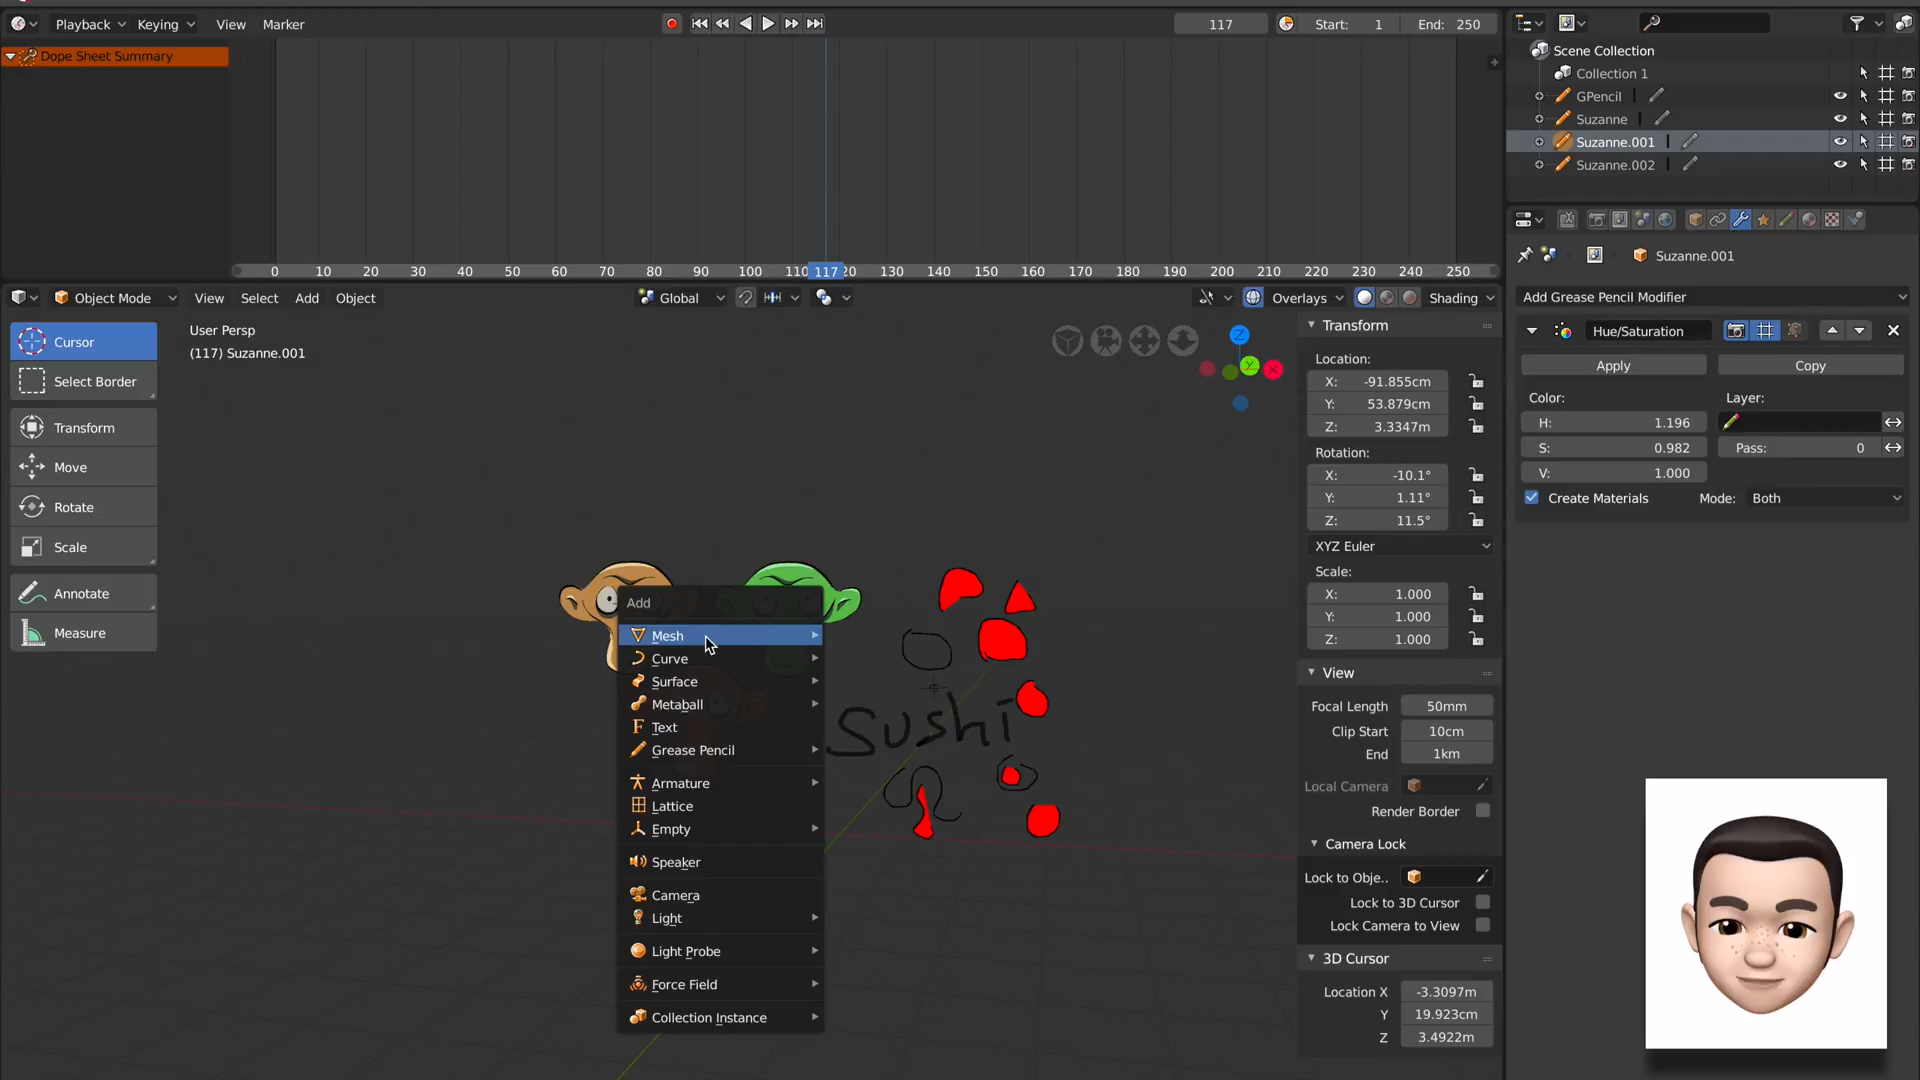 Playback Keying View Marker 117 Start: 1 End: 250
Dope Sheet Summary
0 10 20 30 40 50 60 70 80 90 100 110 117 120 130 140 150 160 170 180 190 200 210 220 230 240 250
Object Mode View Select Add Object Global Overlays Shading
Cursor
Select Border
Transform
Move
Rotate
Scale
Annotate
Measure
User Persp
(117) Suzanne.001
Z
Y
X
Add
Mesh
Curve
Surface
Metaball
Text
Grease Pencil
Armature
Lattice
Empty
Speaker
Camera
Light
Light Probe
Force Field
Collection Instance
Sushi
Transform
Location:
X: -91.855cm
Y: 53.879cm
Z: 3.3347m
Rotation:
X: -10.1°
Y: 1.11°
Z: 11.5°
XYZ Euler
Scale:
X: 1.000
Y: 1.000
Z: 1.000
View
Focal Length 50mm
Clip Start 10cm
End 1km
Local Camera
Render Border
Camera Lock
Lock to Obje..
Lock to 3D Cursor
Lock Camera to View
3D Cursor
Location X -3.3097m
Y 19.923cm
Z 3.4922m
Scene Collection
Collection 1
GPencil
Suzanne
Suzanne.001
Suzanne.002
Suzanne.001
Add Grease Pencil Modifier
Hue/Saturation
Apply Copy
Color: Layer:
H: 1.196
S: 0.982 Pass: 0
V: 1.000
Create Materials Mode: Both